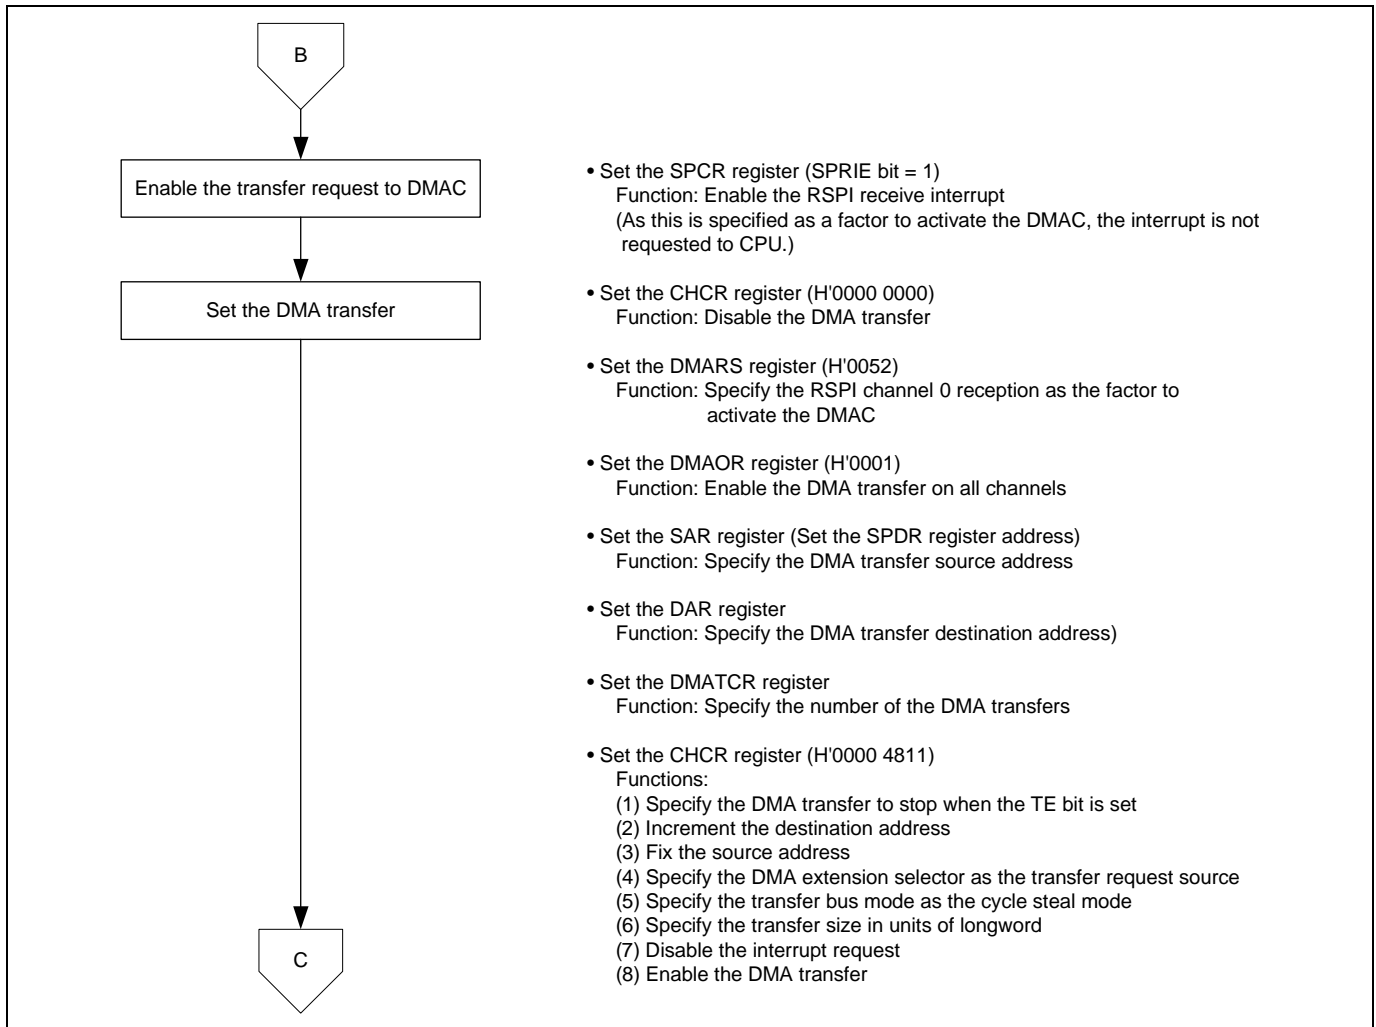 B
Enable the transfer request to DMAC
• Set the SPCR register (SPRIE bit = 1)
Function: Enable the RSPI receive interrupt
(As this is specified as a factor to activate the DMAC, the interrupt is not
requested to CPU.)
Set the DMA transfer
• Set the CHCR register (H'0000 0000)
Function: Disable the DMA transfer
• Set the DMARS register (H'0052)
Function: Specify the RSPI channel 0 reception as the factor to
activate the DMAC
• Set the DMAOR register (H'0001)
Function: Enable the DMA transfer on all channels
• Set the SAR register (Set the SPDR register address)
Function: Specify the DMA transfer source address
• Set the DAR register
Function: Specify the DMA transfer destination address)
• Set the DMATCR register
Function: Specify the number of the DMA transfers
• Set the CHCR register (H'0000 4811)
Functions:
(1) Specify the DMA transfer to stop when the TE bit is set
(2) Increment the destination address
(3) Fix the source address
(4) Specify the DMA extension selector as the transfer request source
(5) Specify the transfer bus mode as the cycle steal mode
(6) Specify the transfer size in units of longword
(7) Disable the interrupt request
(8) Enable the DMA transfer
C